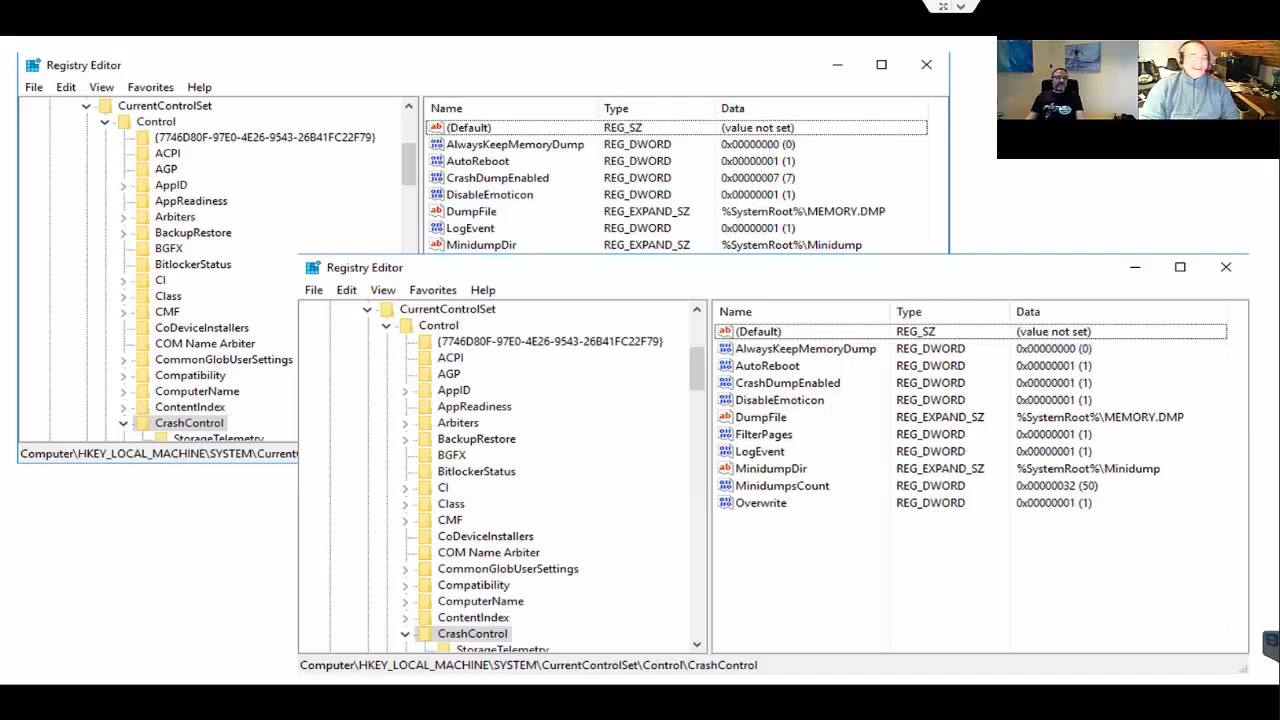 Registry Editor
File Edit View Favorites Help
CurrentControlSet
Control
{7746D80F-97E0-4E26-9543-26B41FC22F79}
ACPI
AGP
AppID
AppReadiness
Arbiters
BackupRestore
BGFX
BitlockerStatus
CI
Class
CMF
CoDeviceInstallers
COM Name Arbiter
CommonGlobUserSettings
Compatibility
ComputerName
ContentIndex
CrashControl
StorageTelemetry
Computer\HKEY_LOCAL_MACHINE\SYSTEM\Current
Name Type Data
(Default) REG_SZ (value not set)
AlwaysKeepMemoryDump REG_DWORD 0x00000000 (0)
AutoReboot REG_DWORD 0x00000001 (1)
CrashDumpEnabled REG_DWORD 0x00000007 (7)
DisableEmoticon REG_DWORD 0x00000001 (1)
DumpFile REG_EXPAND_SZ %SystemRoot%\MEMORY.DMP
LogEvent REG_DWORD 0x00000001 (1)
MinidumpDir REG_EXPAND_SZ %SystemRoot%\Minidump
Registry Editor
File Edit View Favorites Help
CurrentControlSet
Control
{7746D80F-97E0-4E26-9543-26B41FC22F79}
ACPI
AGP
AppID
AppReadiness
Arbiters
BackupRestore
BGFX
BitlockerStatus
CI
Class
CMF
CoDeviceInstallers
COM Name Arbiter
CommonGlobUserSettings
Compatibility
ComputerName
ContentIndex
CrashControl
StorageTelemetry
Name Type Data
(Default) REG_SZ (value not set)
AlwaysKeepMemoryDump REG_DWORD 0x00000000 (0)
AutoReboot REG_DWORD 0x00000001 (1)
CrashDumpEnabled REG_DWORD 0x00000001 (1)
DisableEmoticon REG_DWORD 0x00000001 (1)
DumpFile REG_EXPAND_SZ %SystemRoot%\MEMORY.DMP
FilterPages REG_DWORD 0x00000001 (1)
LogEvent REG_DWORD 0x00000001 (1)
MinidumpDir REG_EXPAND_SZ %SystemRoot%\Minidump
MinidumpsCount REG_DWORD 0x00000032 (50)
Overwrite REG_DWORD 0x00000001 (1)
Computer\HKEY_LOCAL_MACHINE\SYSTEM\CurrentControlSet\Control\CrashControl